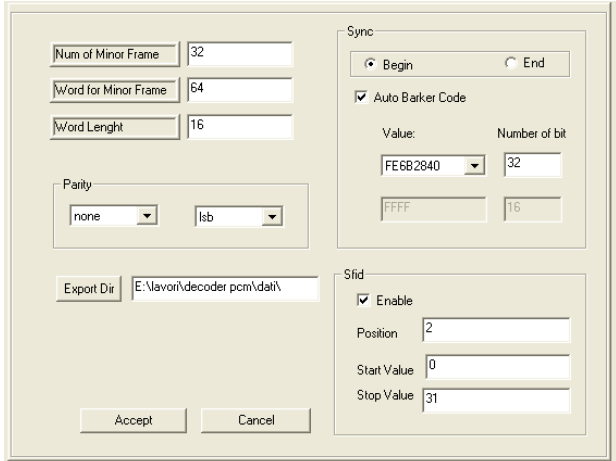 Num of Minor Frame 32
Word for Minor Frame 64
Word Lenght 16
Parity
none lsb
Export Dir E:\lavori\decoder pcm\dati\
Accept Cancel
Sync
Begin End
Auto Barker Code
Value: Number of bit
FE6B2840 32
FFFF 16
Sfid
Enable
Position 2
Start Value 0
Stop Value 31